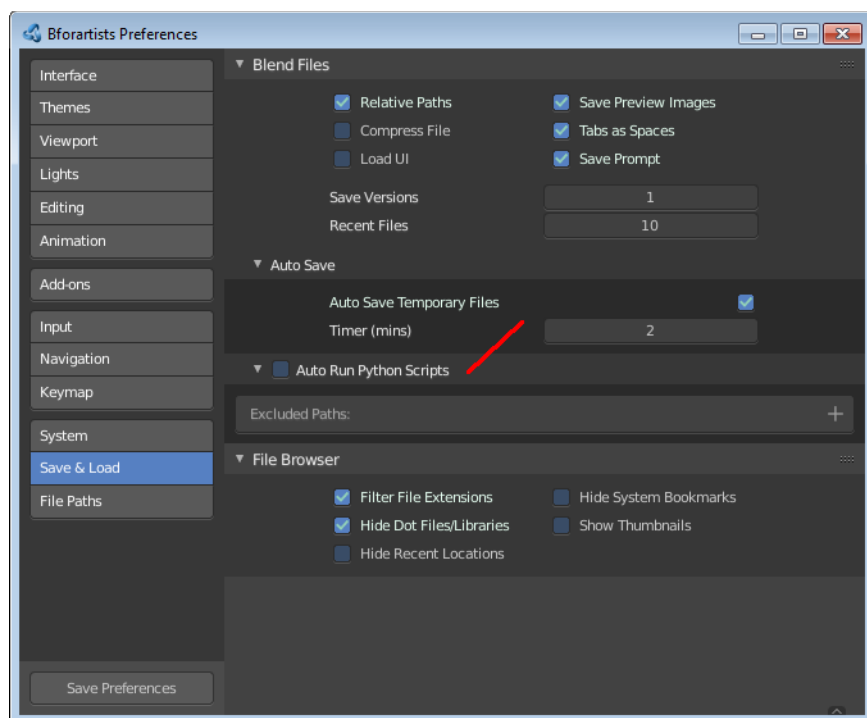 Bforartists Preferences
Interface
Themes
Viewport
Lights
Editing
Animation
Add-ons
Input
Navigation
Keymap
System
Save & Load
File Paths
Save Preferences
Blend Files
Relative Paths
Save Preview Images
Compress File
Tabs as Spaces
Load UI
Save Prompt
Save Versions 1
Recent Files 10
Auto Save
Auto Save Temporary Files
Timer (mins) 2
Auto Run Python Scripts
Excluded Paths:
File Browser
Filter File Extensions
Hide System Bookmarks
Hide Dot Files/Libraries
Show Thumbnails
Hide Recent Locations